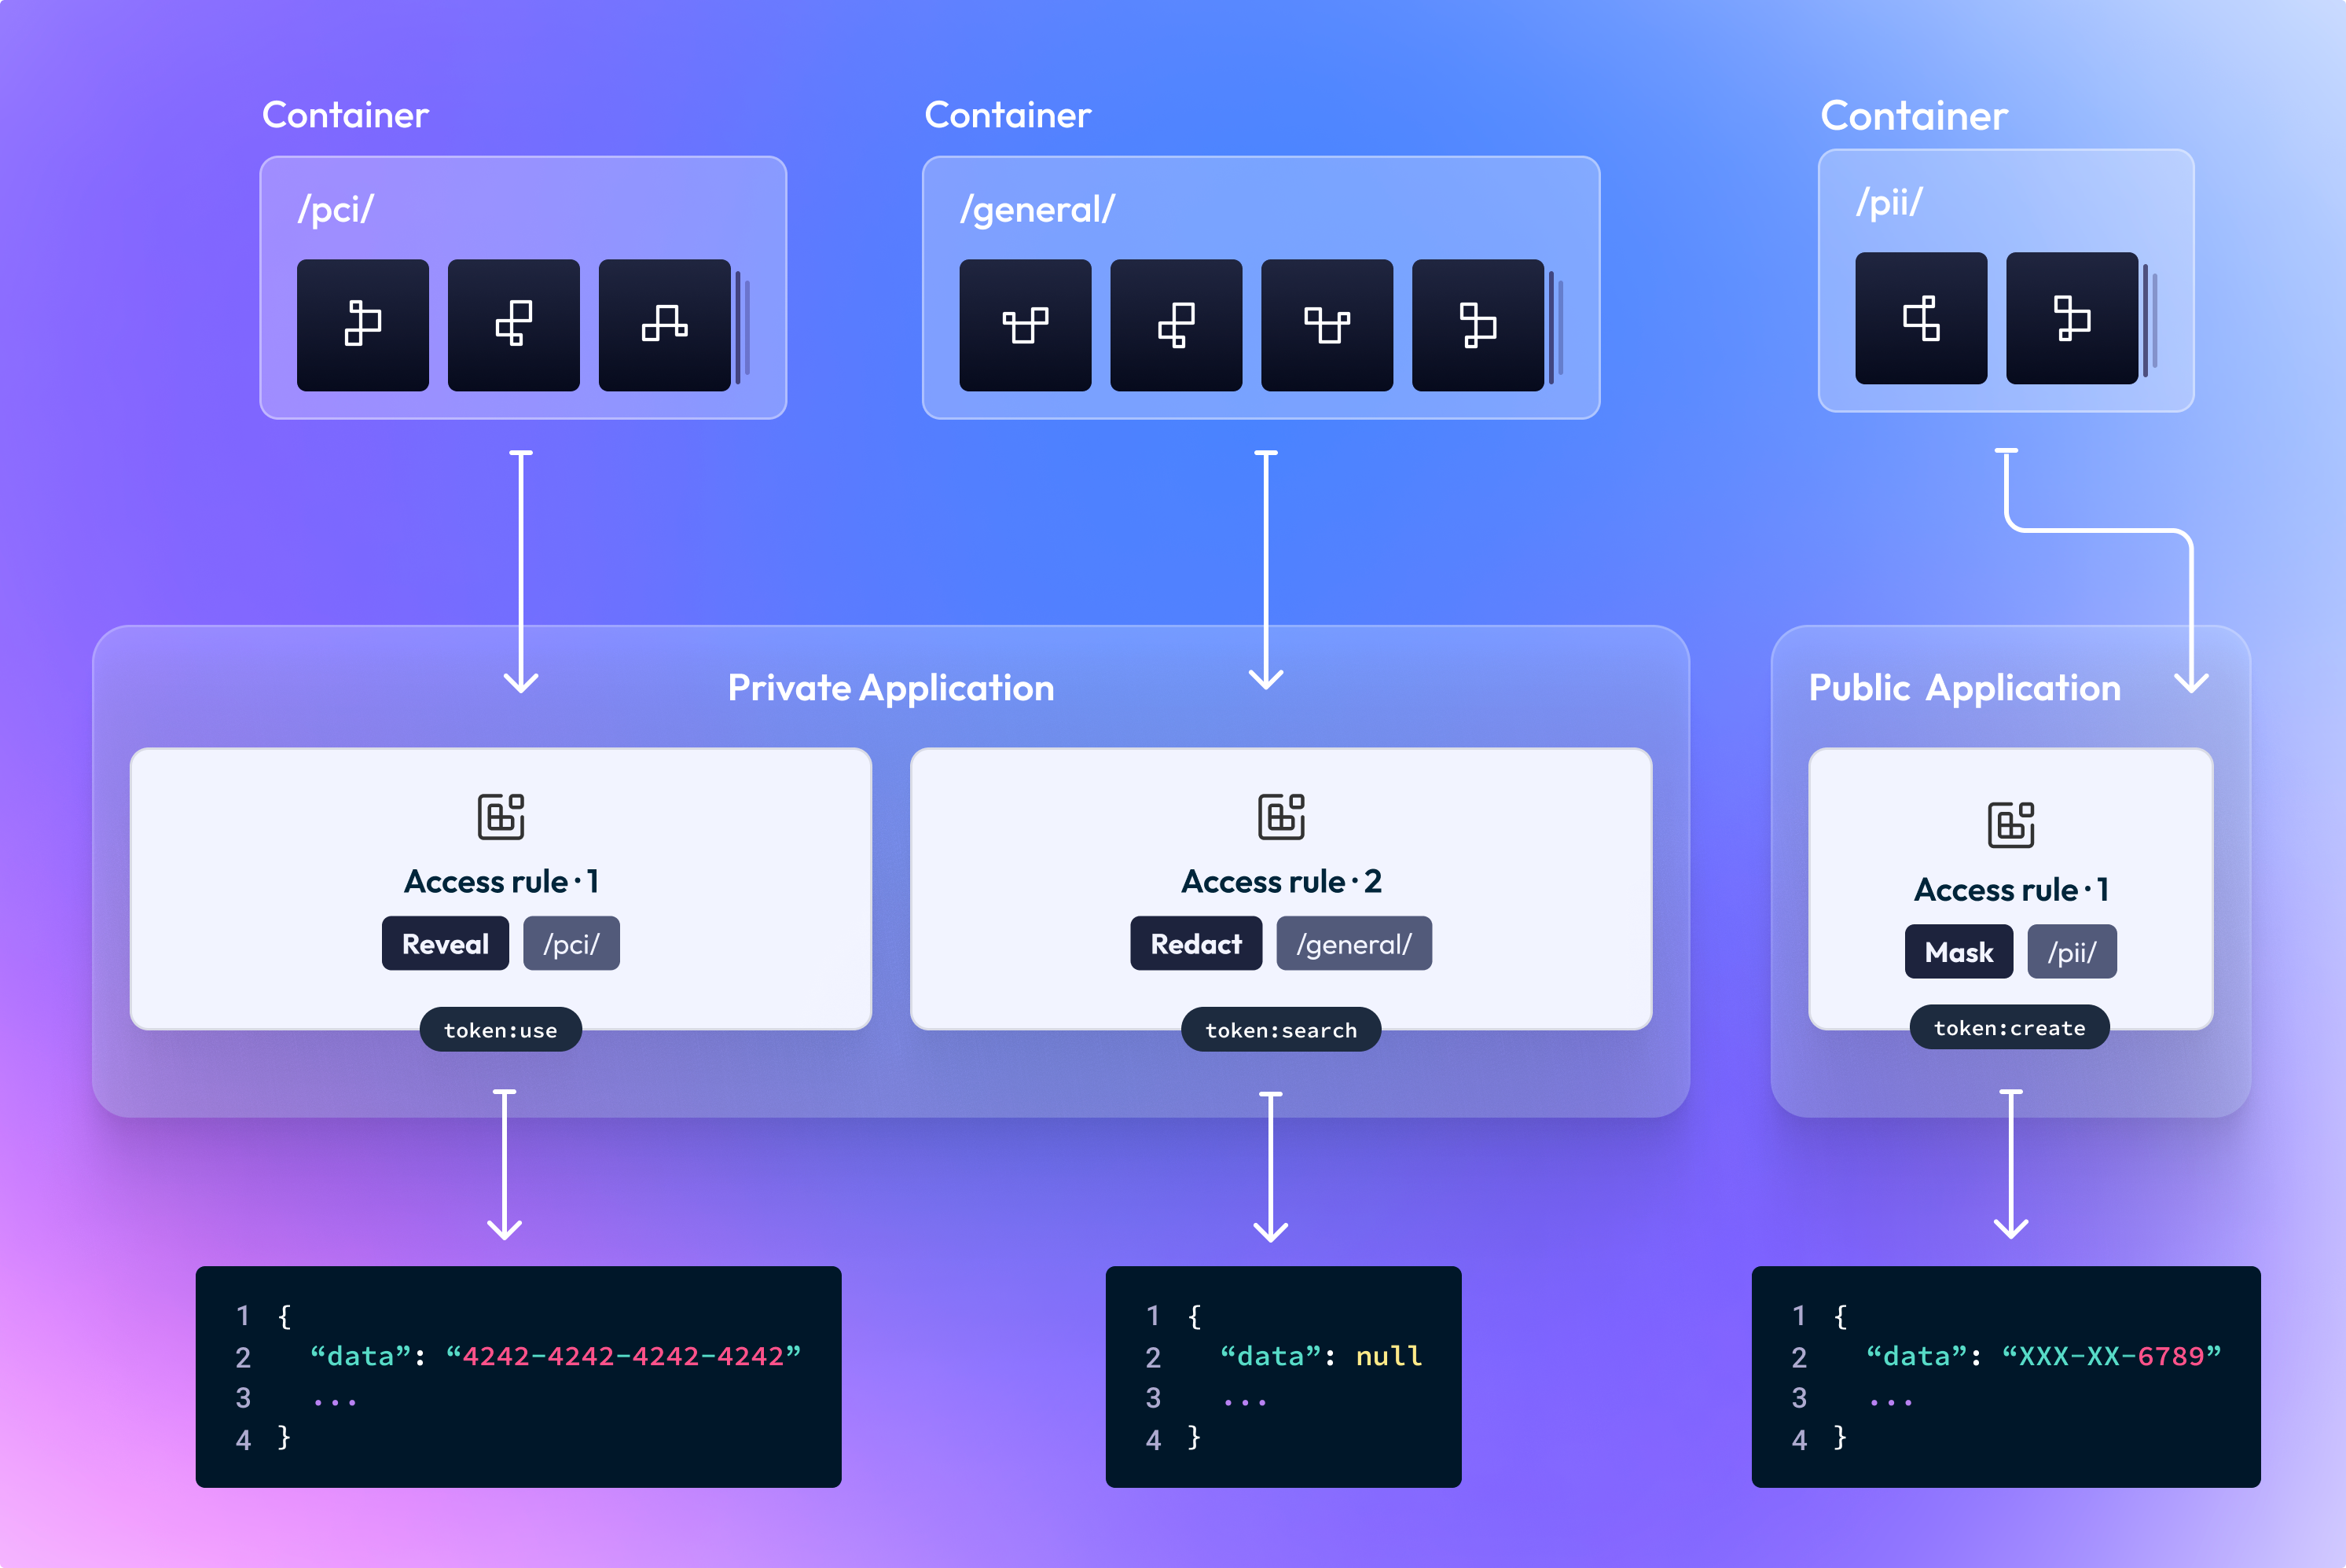 Container
/pci/
Container
/general/
Container
/pii/
Private Application
Access rule · 1
Reveal /pci/
token:use
Access rule · 2
Redact /general/
token:search
Public Application
Access rule · 1
Mask /pii/
token:create
1 {
2 “data”: “4242-4242-4242-4242”
3 ...
4 }
1 {
2 “data”: null
3 ...
4 }
1 {
2 “data”: “XXX-XX-6789”
3 ...
4 }